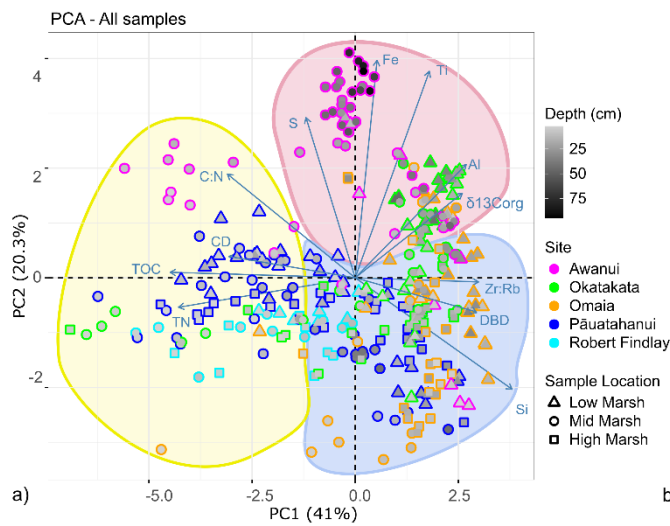 PCA - All samples
PC2 (20.3%)
4
2
0
-2
-5.0
-2.5
0.0
2.5
PC1 (41%)
Fe
Ti
S
Al
C:N
δ13Corg
CD
TOC
Zr:Rb
TN
DBD
Si
Depth (cm)
25
50
75
Site
Awanui
Okatakata
Omaia
Pāuatahanui
Robert Findlay
Sample Location
Low Marsh
Mid Marsh
High Marsh
a)
b